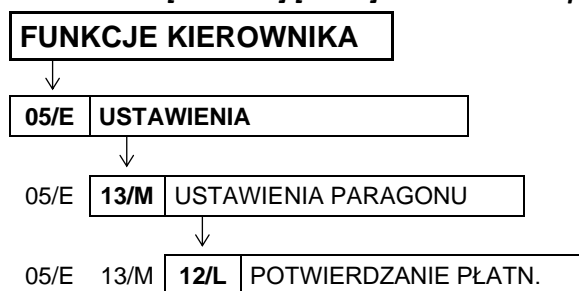 FUNKCJE KIEROWNIKA
05/E USTAWIENIA
05/E 13/M USTAWIENIA PARAGONU
05/E 13/M 12/L POTWIERDZANIE PŁATN.